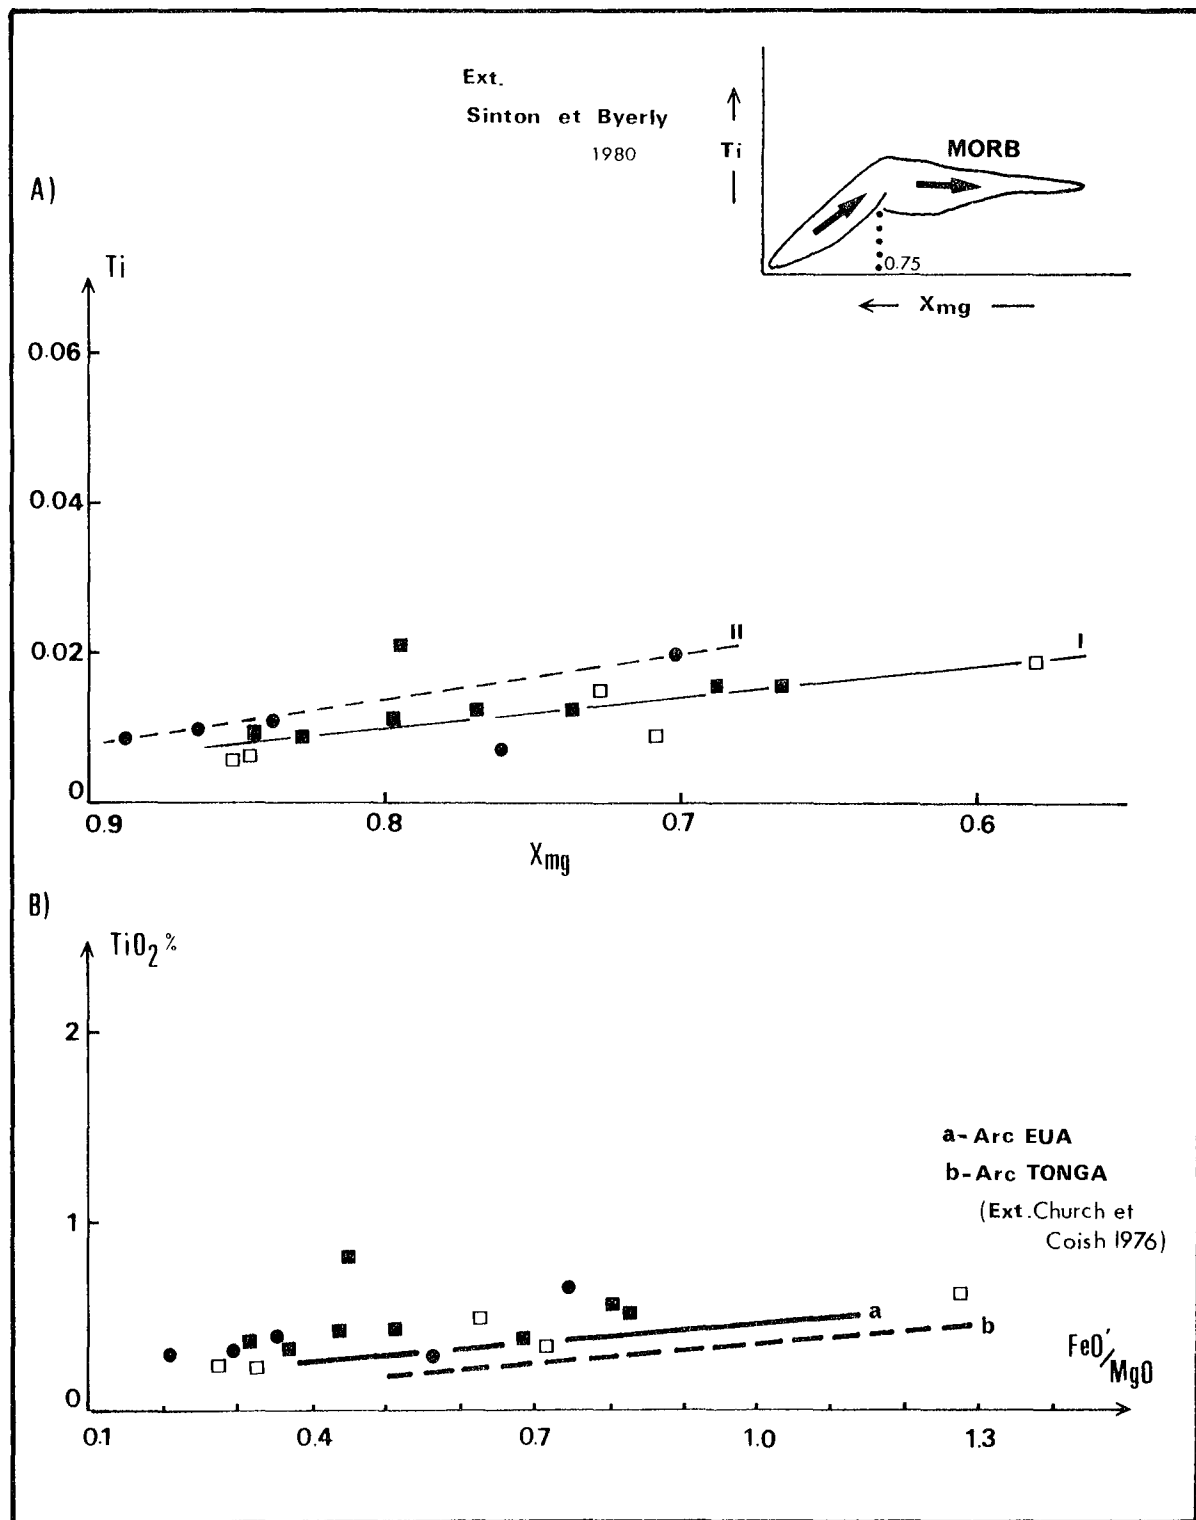 Ext.
Sinton et Byerly
1980
Ti
MORB
0.75
← Xmg
A)
Ti
0.06
0.04
0.02
0
II
I
0.9 0.8 0.7 0.6
Xmg
B)
TiO2 %
2
1
0
a- Arc EUA
b- Arc TONGA
(Ext. Church et
Coish 1976)
a
b
FeO'/MgO
0.1 0.4 0.7 1.0 1.3